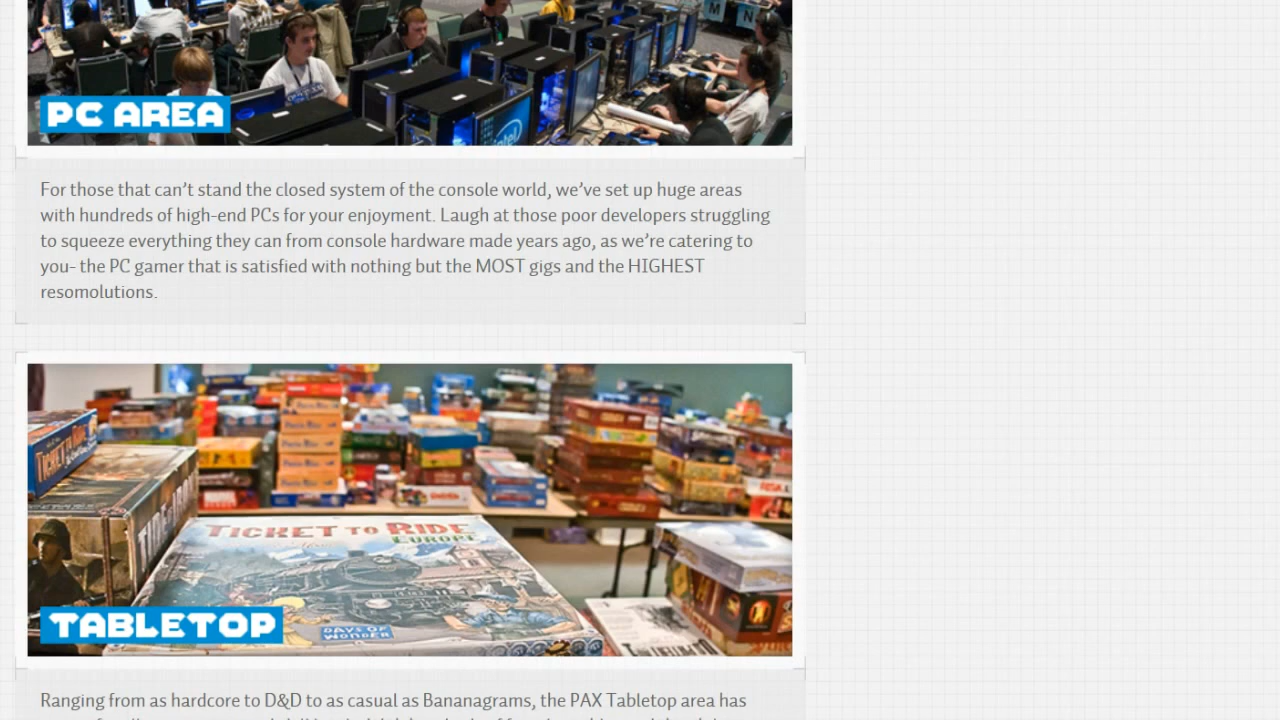 M N
intel
PC AREA
For those that can’t stand the closed system of the console world, we’ve set up huge areas
with hundreds of high-end PCs for your enjoyment. Laugh at those poor developers struggling
to squeeze everything they can from console hardware made years ago, as we’re catering to
you- the PC gamer that is satisfied with nothing but the MOST gigs and the HIGHEST
resomolutions.
TICKET TO RIDE
TICKET TO RIDE
EUROPE
DAYS OF
WONDER
TABLETOP
Ranging from as hardcore to D&D to as casual as Bananagrams, the PAX Tabletop area has